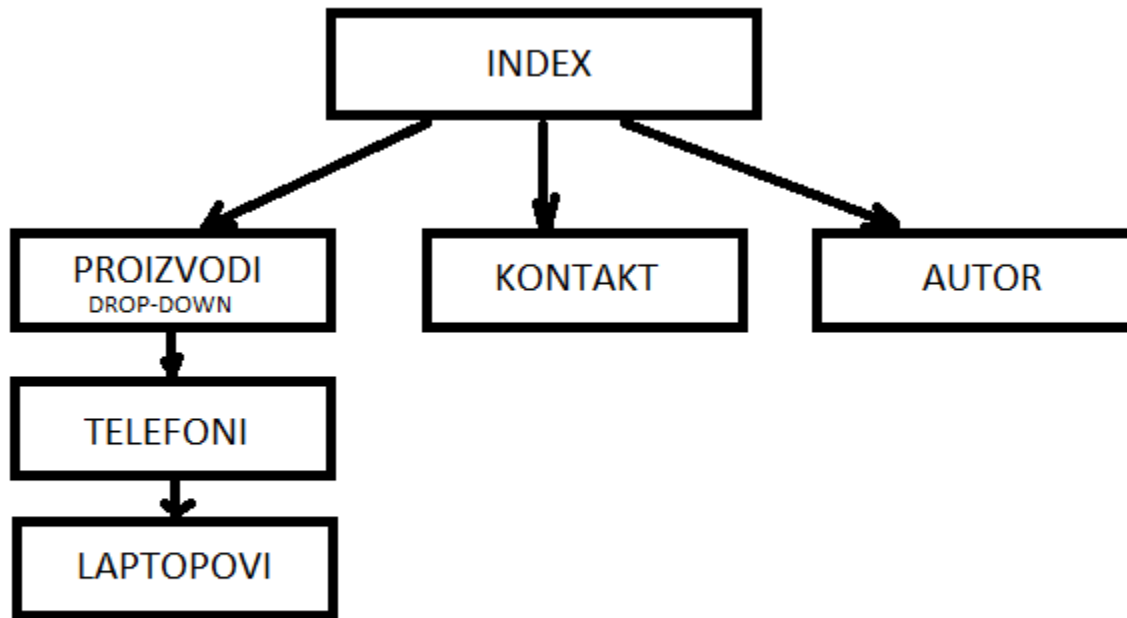 INDEX
PROIZVODI
DROP-DOWN
KONTAKT
AUTOR
TELEFONI
LAPTOPOVI